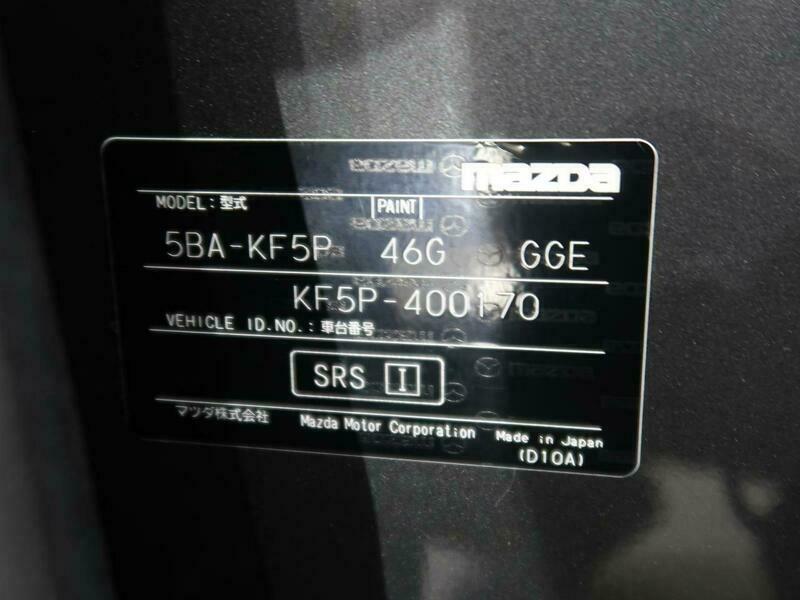 mazda
MODEL：型式 PAINT
5BA-KF5P 46G GGE
KF5P-400170
VEHICLE ID.NO.：車台番号
SRS I
マツダ株式会社 Mazda Motor Corporation Made in Japan
(D10A)